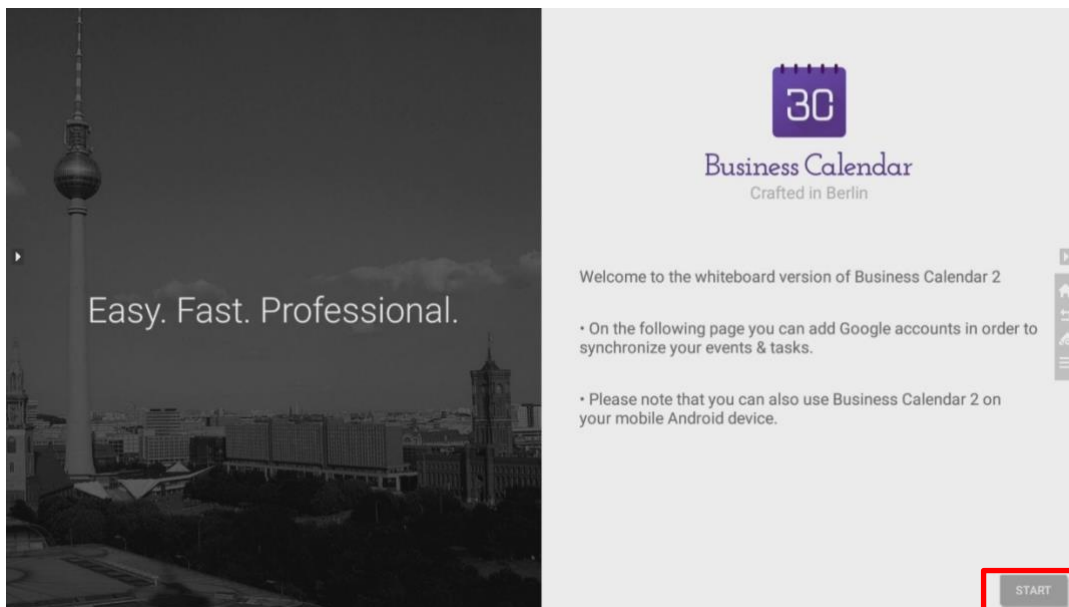 Easy. Fast. Professional.
30
Business Calendar
Crafted in Berlin
Welcome to the whiteboard version of Business Calendar 2
• On the following page you can add Google accounts in order to
synchronize your events & tasks.
• Please note that you can also use Business Calendar 2 on
your mobile Android device.
START